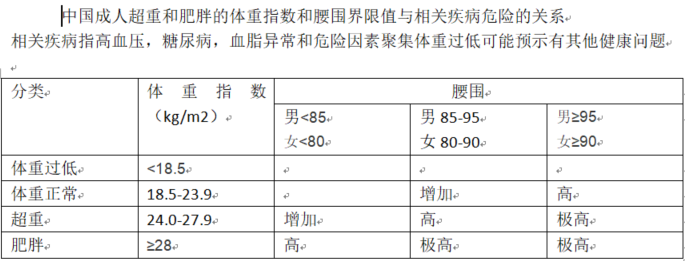 中国成人超重和肥胖的体重指数和腰围界限值与相关疾病危险的关系
相关疾病指高血压，糖尿病，血脂异常和危险因素聚集体重过低可能预示有其他健康问题
分类 体重指数（kg/m2） 腰围
男<85 男 85-95 男≥95
女<80 女 80-90 女≥90
体重过低 <18.5
体重正常 18.5-23.9 增加 高
超重 24.0-27.9 增加 高 极高
肥胖 ≥28 高 极高 极高